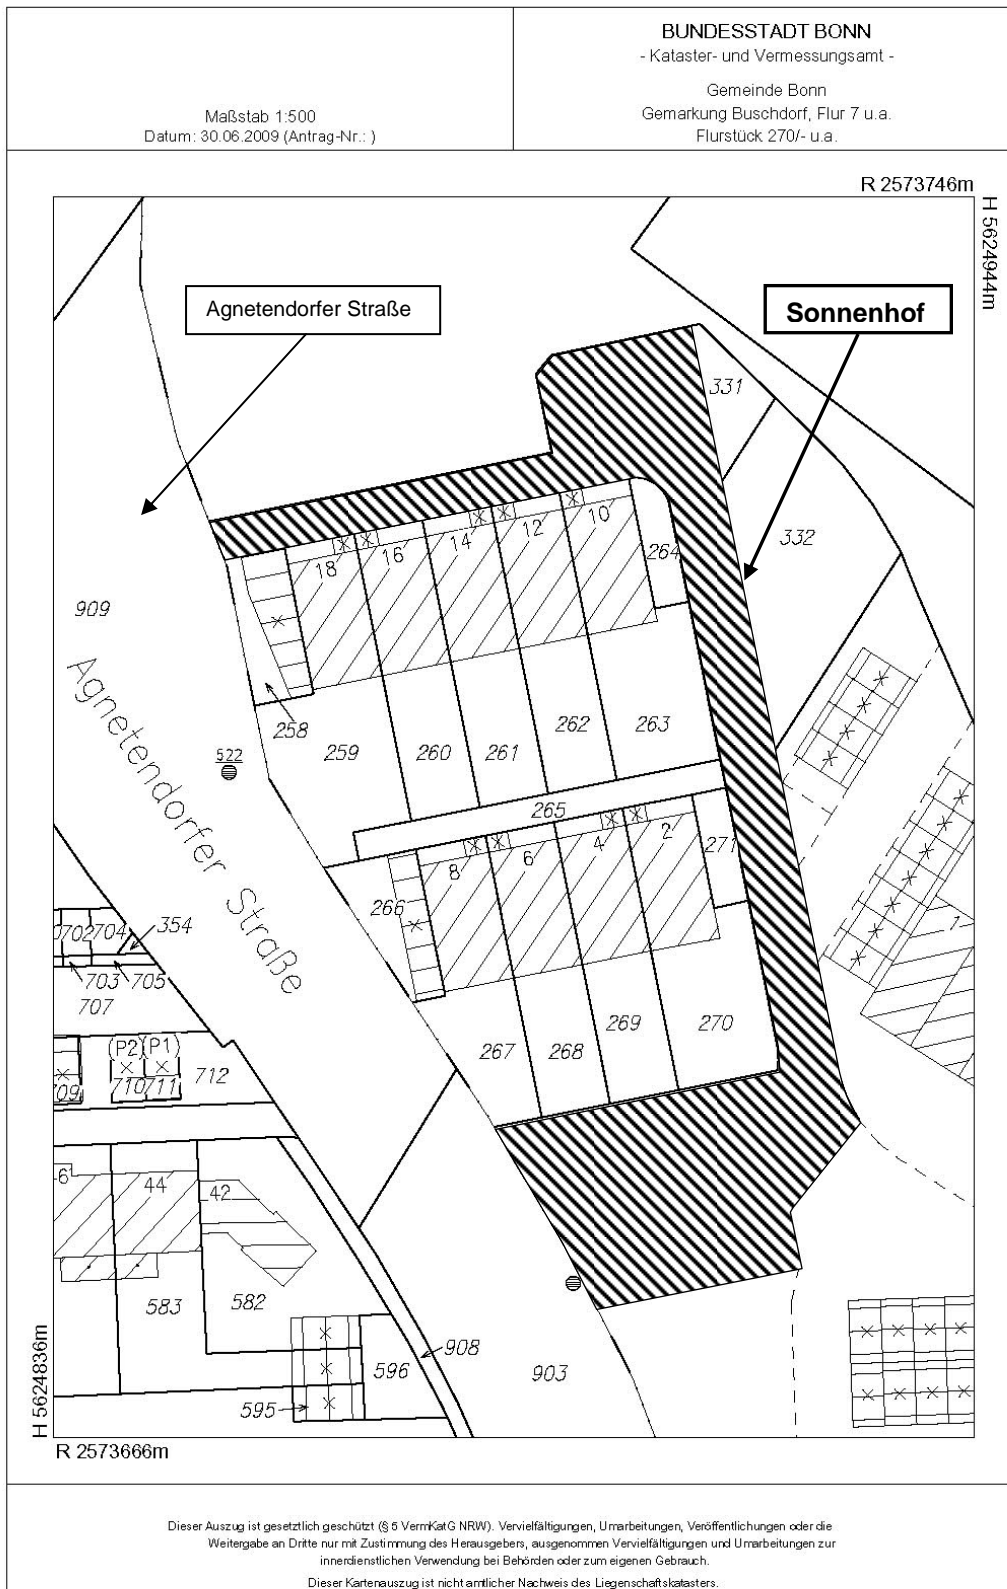 BUNDESSTADT BONN
- Kataster- und Vermessungsamt -
Gemeinde Bonn
Gemarkung Buschdorf, Flur 7 u.a.
Flurstück 270/- u.a.
Maßstab 1:500
Datum: 30.06.2009 (Antrag-Nr.: )
R 2573746m
H 5624944m
Agnetendorfer Straße
Sonnenhof
331
332
18
16
14
12
10
264
909
Agnetendorfer Straße
258
259
260
261
262
263
522
265
8
6
4
2
271
266
702
704
354
703
705
707
267
268
269
270
1
(P2)
(P1)
709
710
711
712
46
44
42
583
582
596
908
595
903
H 5624836m
R 2573666m
Dieser Auszug ist gesetztlich geschützt (§ 5 VermKatG NRW). Vervielfältigungen, Umarbeitungen, Veröffentlichungen oder die
Weitergabe an Dritte nur mit Zustimmung des Herausgebers, ausgenommen Vervielfältigungen und Umarbeitungen zur
innerdienstlichen Verwendung bei Behörden oder zum eigenen Gebrauch.
Dieser Kartenauszug ist nicht amtlicher Nachweis des Liegenschaftskatasters.